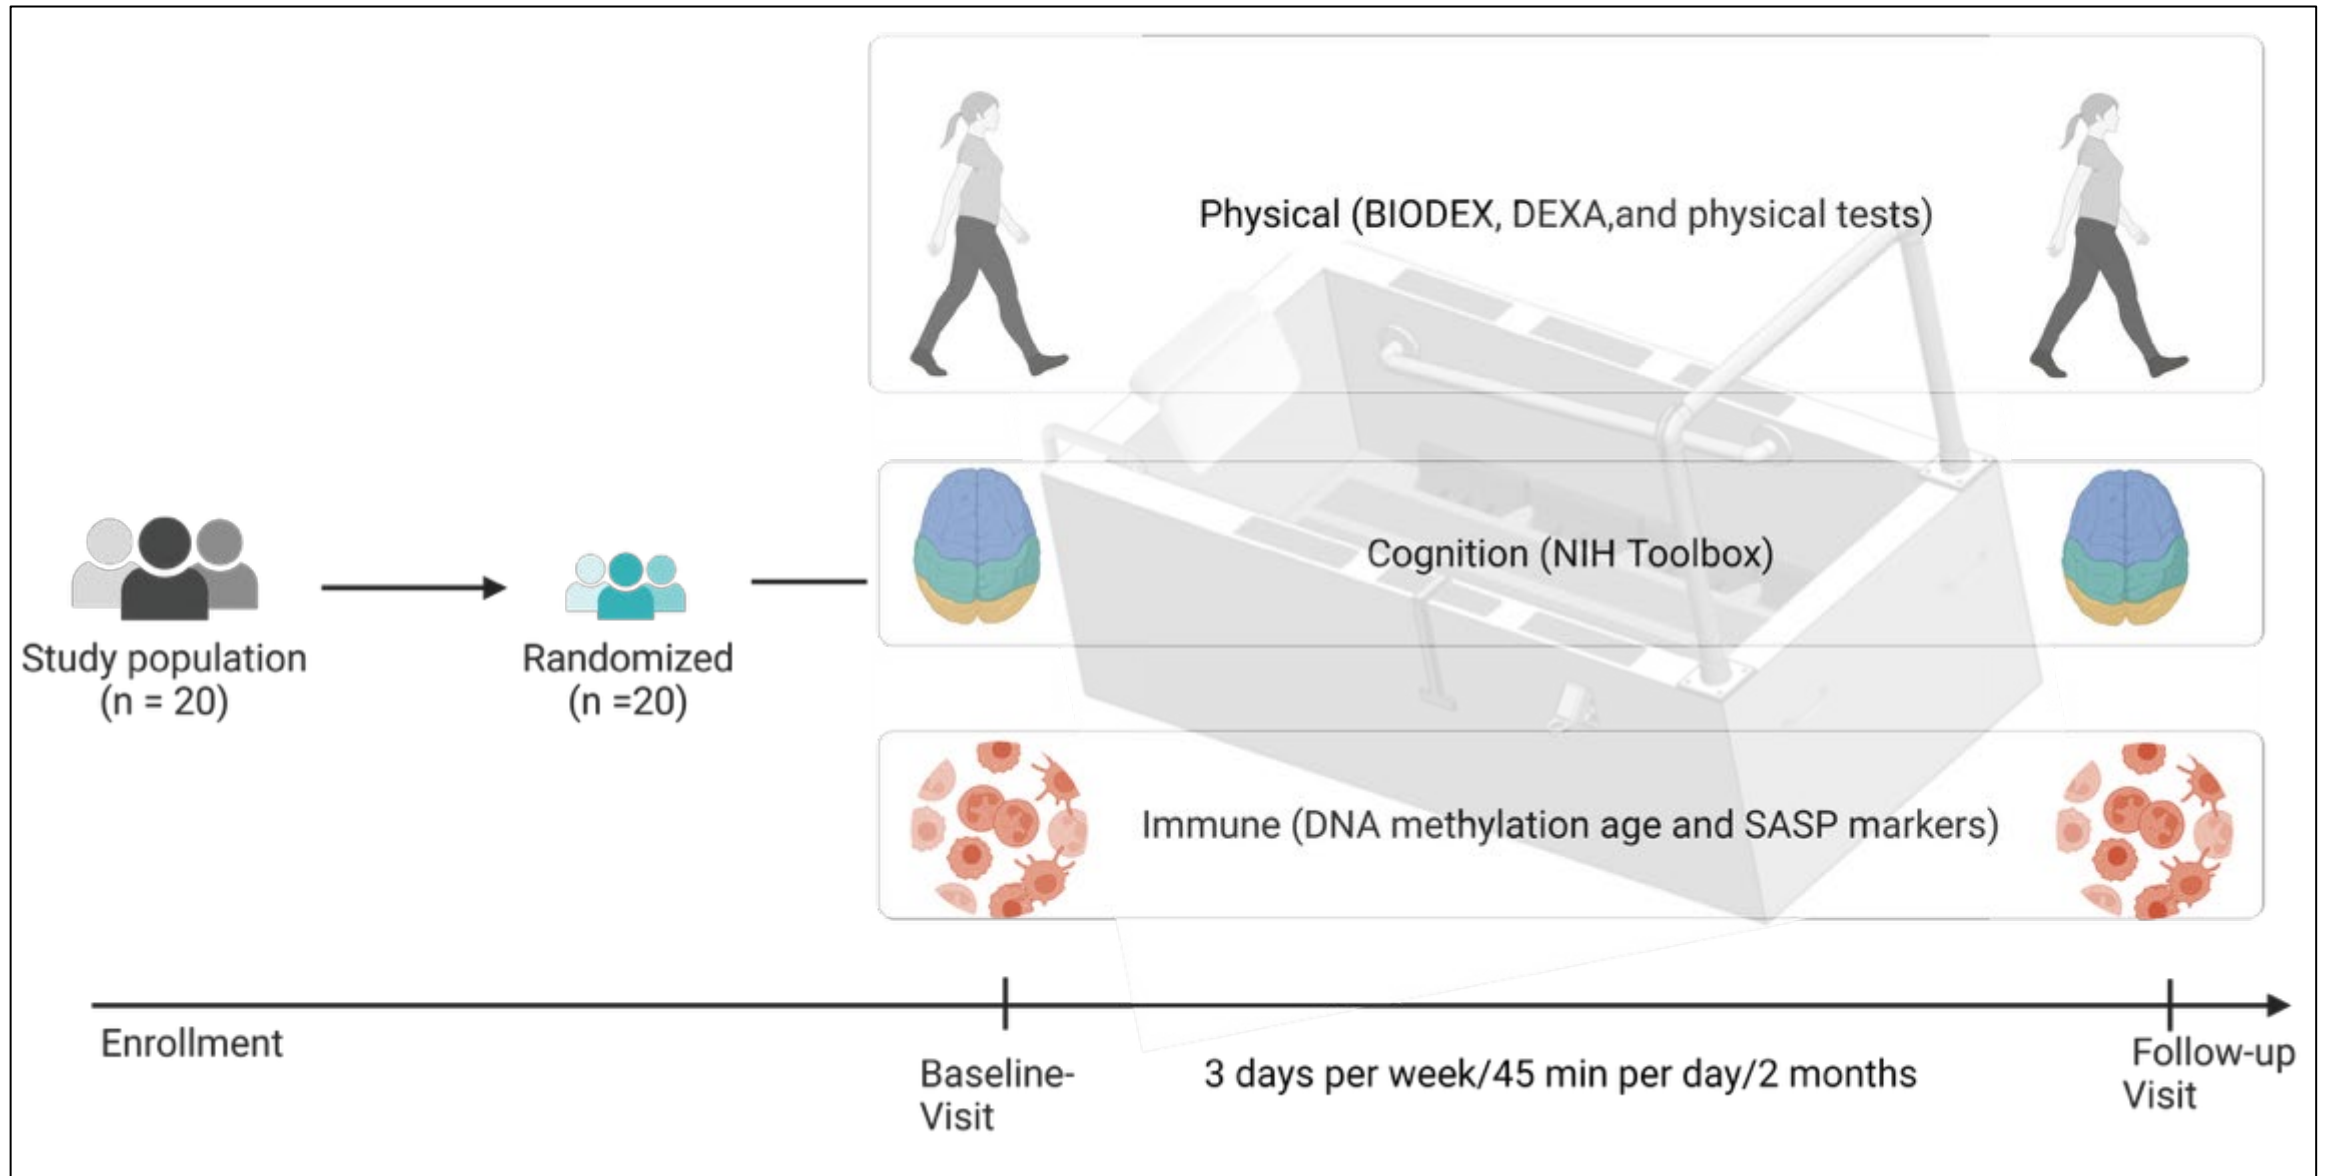 Physical (BIODEX, DEXA,and physical tests)
Cognition (NIH Toolbox)
Study population
(n = 20)
Randomized
(n =20)
Immune (DNA methylation age and SASP markers)
Enrollment
Baseline-
Visit
3 days per week/45 min per day/2 months
Follow-up
Visit